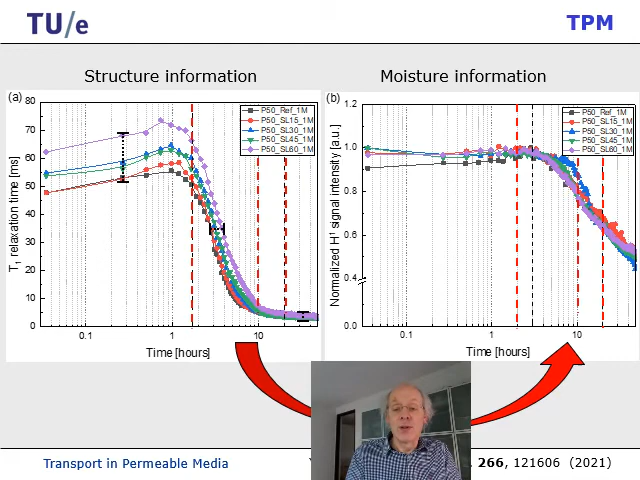 TU/e
TPM
Structure information
Moisture information
(a)
T₁ relaxation time [ms]
80
70
60
50
40
30
20
10
0
P50_Ref_1M
P50_SL15_1M
P50_SL30_1M
P50_SL45_1M
P50_SL60_1M
0.1
1
10
Time [hours]
(b)
Normalized H¹ signal intensity [a.u.]
1.2
1.0
0.8
0.6
0.4
0.0
P50_Ref_1M
P50_SL15_1M
P50_SL30_1M
P50_SL45_1M
P50_SL60_1M
0.1
1
10
Time [hours]
Transport in Permeable Media
266, 121606 (2021)